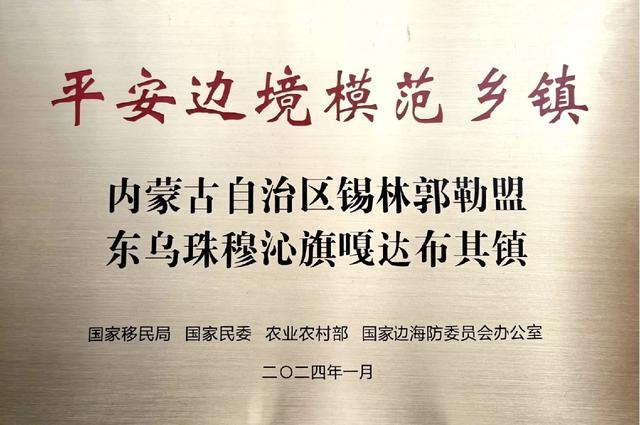 平安边境模范乡镇
内蒙古自治区锡林郭勒盟
东乌珠穆沁旗嘎达布其镇
国家移民局 国家民委 农业农村部 国家边海防委员会办公室
二〇二四年一月